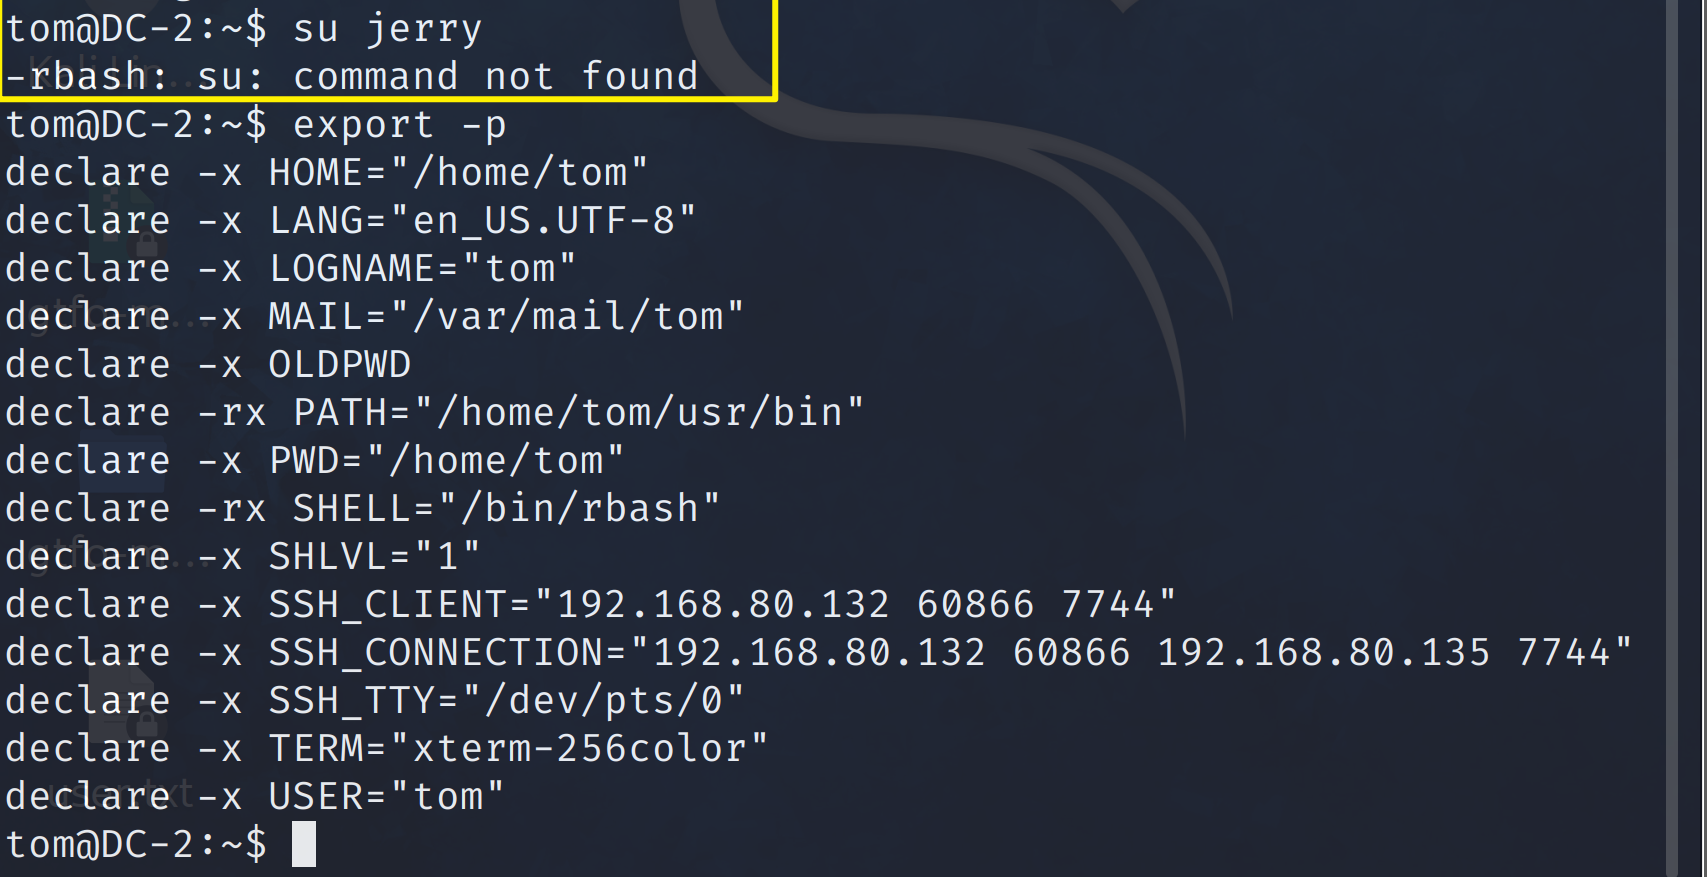 tom@DC-2:~$ su jerry
-rbash: su: command not found
tom@DC-2:~$ export -p
declare -x HOME="/home/tom"
declare -x LANG="en_US.UTF-8"
declare -x LOGNAME="tom"
declare -x MAIL="/var/mail/tom"
declare -x OLDPWD
declare -rx PATH="/home/tom/usr/bin"
declare -x PWD="/home/tom"
declare -rx SHELL="/bin/rbash"
declare -x SHLVL="1"
declare -x SSH_CLIENT="192.168.80.132 60866 7744"
declare -x SSH_CONNECTION="192.168.80.132 60866 192.168.80.135 7744"
declare -x SSH_TTY="/dev/pts/0"
declare -x TERM="xterm-256color"
declare -x USER="tom"
tom@DC-2:~$